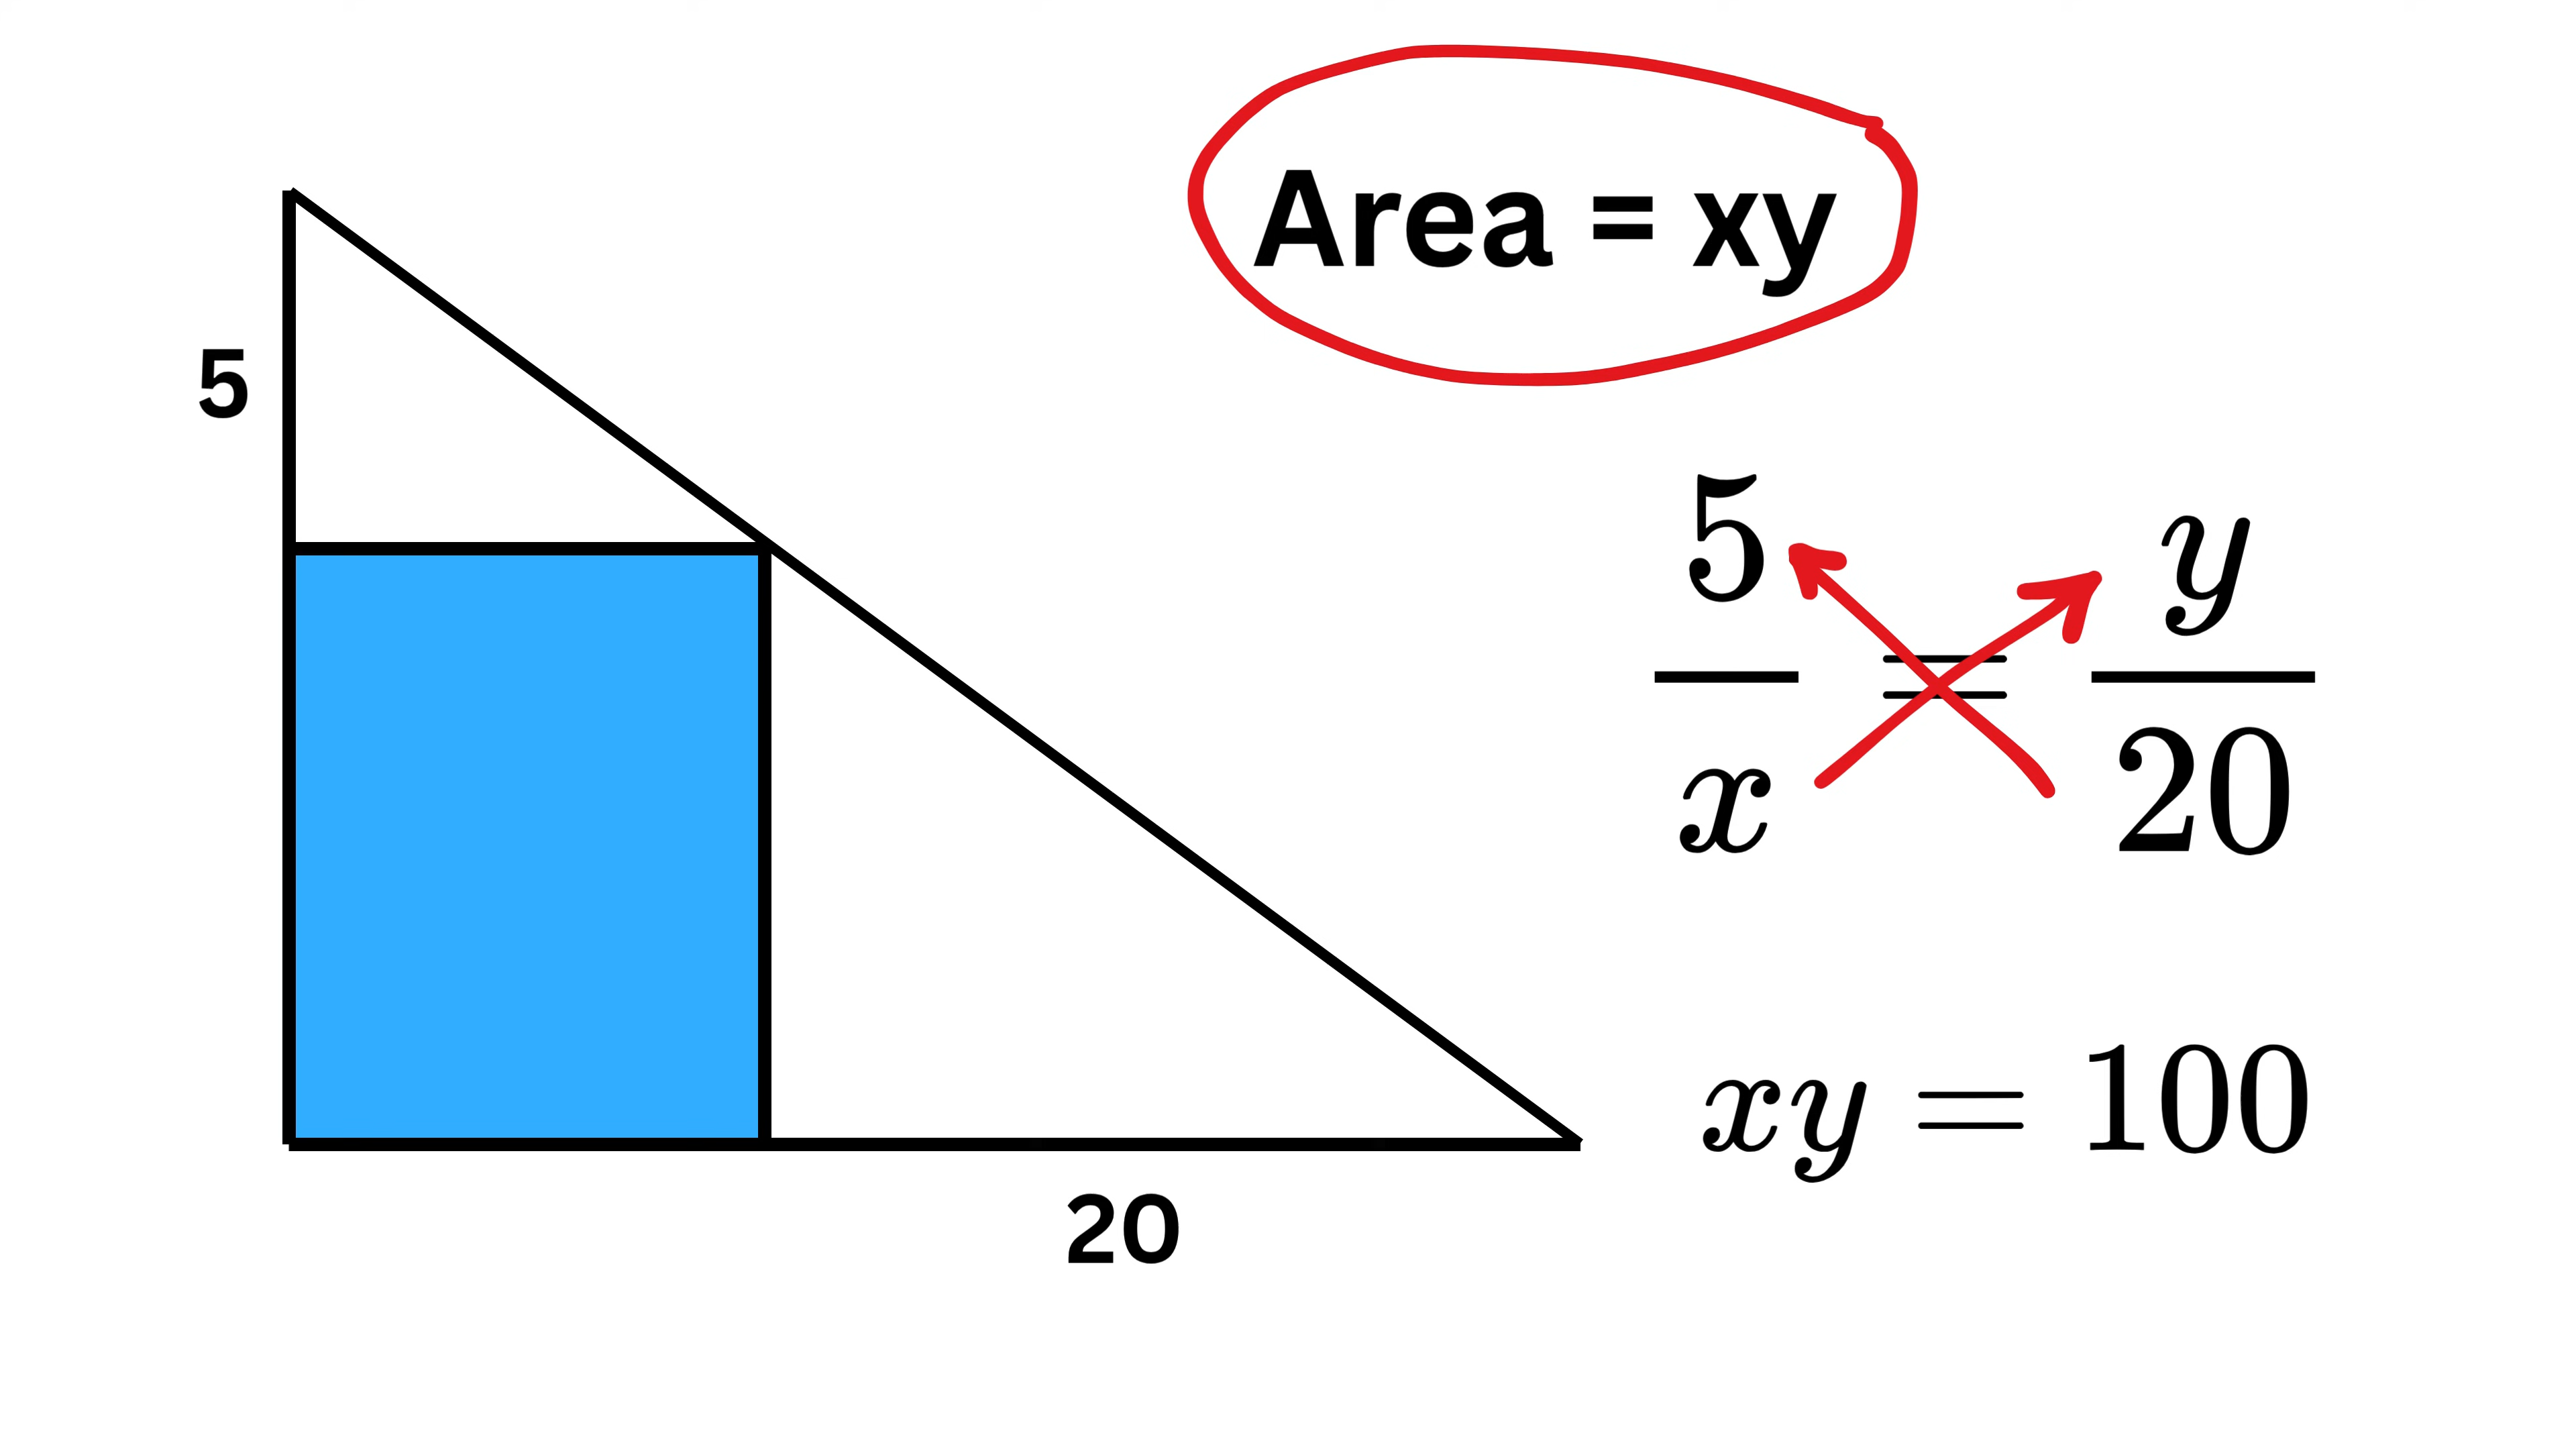 Area = xy
5
5/x = y/20
xy = 100
20